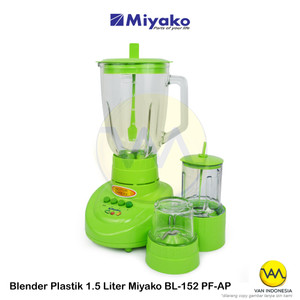 Miyako
Parts of your life
Blender Plastik 1.5 Liter Miyako BL-152 PF-AP
VAN INDONESIA